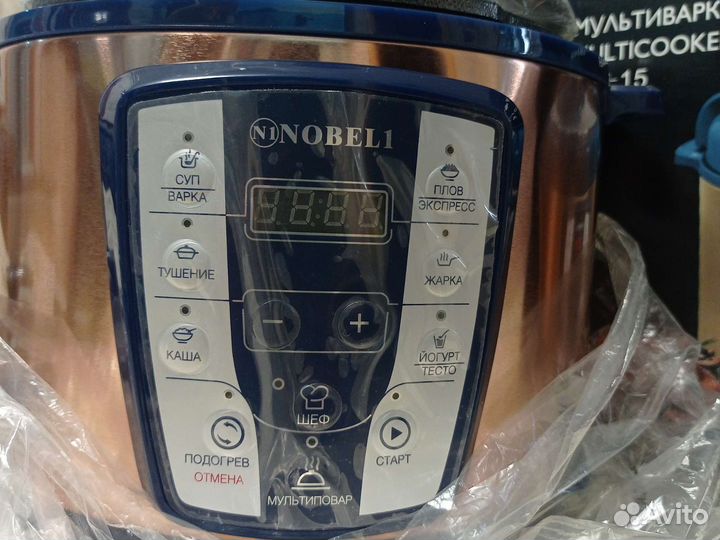 МУЛЬТИВАРК
MULTICOOKE
-15
N1 NOBEL1
СУП
ВАРКА
ПЛОВ
ЭКСПРЕСС
ТУШЕНИЕ
ЖАРКА
− +
КАША
ЙОГУРТ
ТЕСТО
ШЕФ
ПОДОГРЕВ
ОТМЕНА
СТАРТ
МУЛЬТИПОВАР
Avito